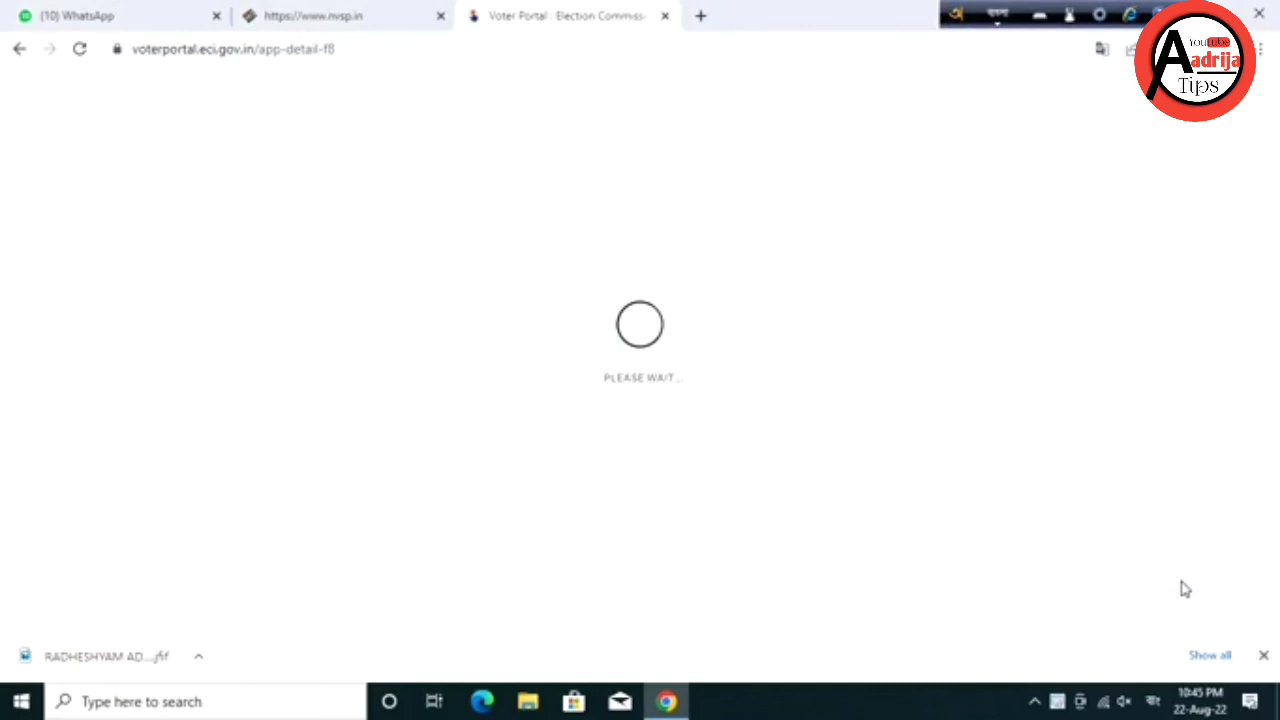 (10) WhatsApp
https://www.nvsp.in
Voter Portal : Election Commiss
বাংলা
voterportal.eci.gov.in/app-detail-f8
YouTube
Aadrija
Tips
PLEASE WAIT...
RADHESHYAM AD....jfif
Show all
Type here to search
10:45 PM
22-Aug-22